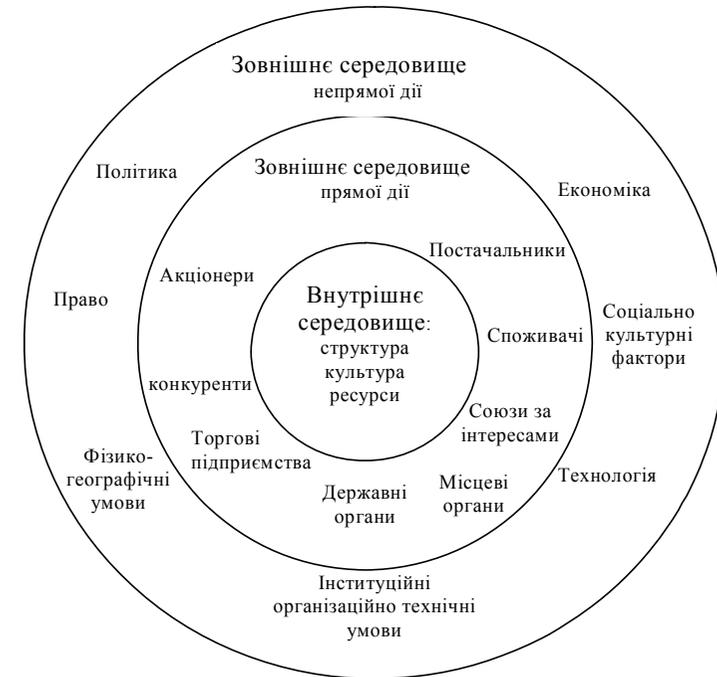 Зовнішнє середовище
непрямої дії
Політика
Економіка
Право
Соціально
культурні
фактори
Фізико-
географічні
умови
Технологія
Інституційні
організаційно технічні
умови
Зовнішнє середовище
прямої дії
Акціонери
Постачальники
Споживачі
конкуренти
Союзи за
інтересами
Торгові
підприємства
Державні
органи
Місцеві
органи
Внутрішнє
середовище:
структура
культура
ресурси